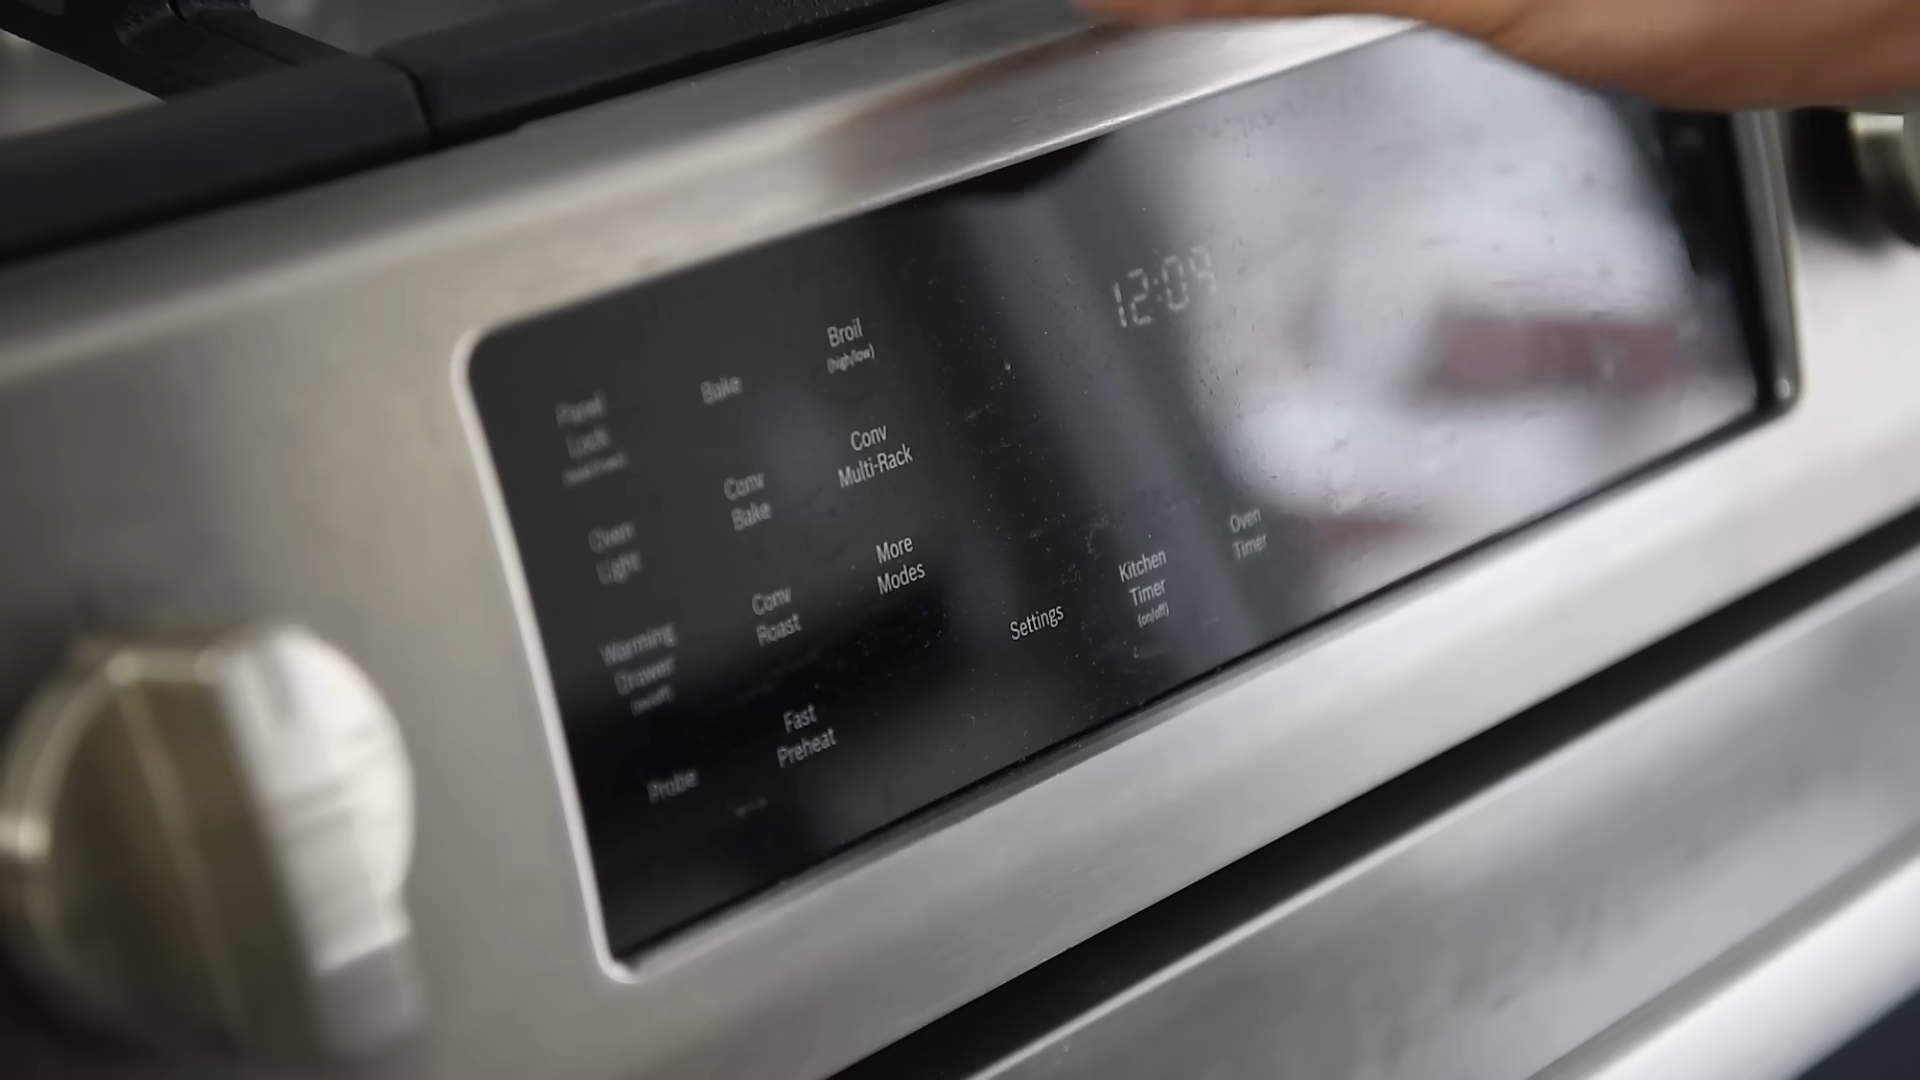 Panel
Lock
Bake
Broil
(high/low)
12:09
Oven
Light
Conv
Bake
Conv
Multi-Rack
Warming
Drawer
(on/off)
Conv
Roast
More
Modes
Settings
Kitchen
Timer
(on/off)
Oven
Timer
Probe
Fast
Preheat